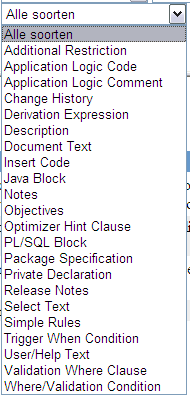 Alle soorten
Alle soorten
Additional Restriction
Application Logic Code
Application Logic Comment
Change History
Derivation Expression
Description
Document Text
Insert Code
Java Block
Notes
Objectives
Optimizer Hint Clause
PL/SQL Block
Package Specification
Private Declaration
Release Notes
Select Text
Simple Rules
Trigger When Condition
User/Help Text
Validation Where Clause
Where/Validation Condition